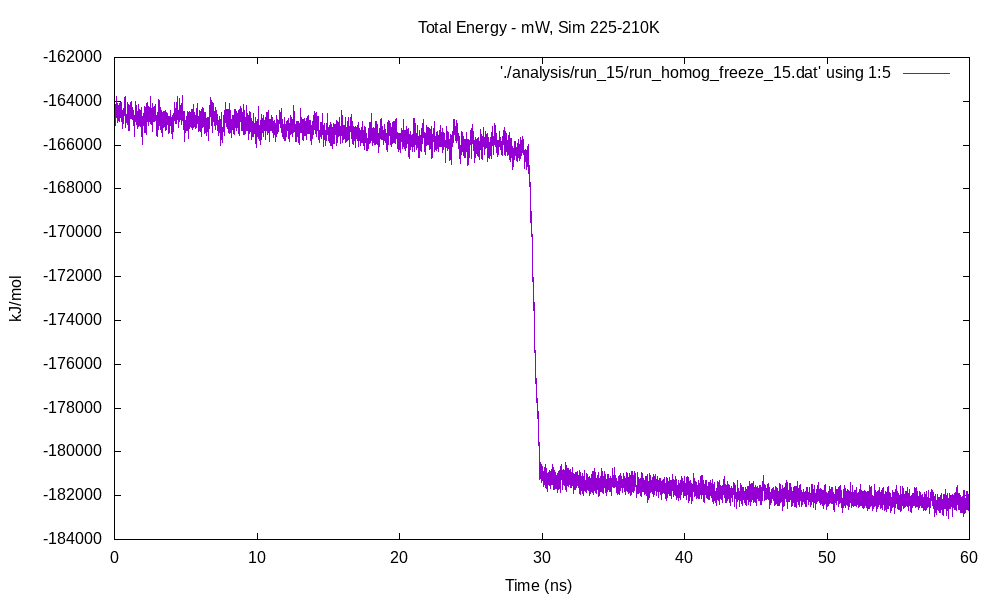 Total Energy - mW, Sim 225-210K
'./analysis/run_15/run_homog_freeze_15.dat' using 1:5
-162000
-164000
-166000
-168000
-170000
-172000
-174000
-176000
-178000
-180000
-182000
-184000
kJ/mol
0 10 20 30 40 50 60
Time (ns)